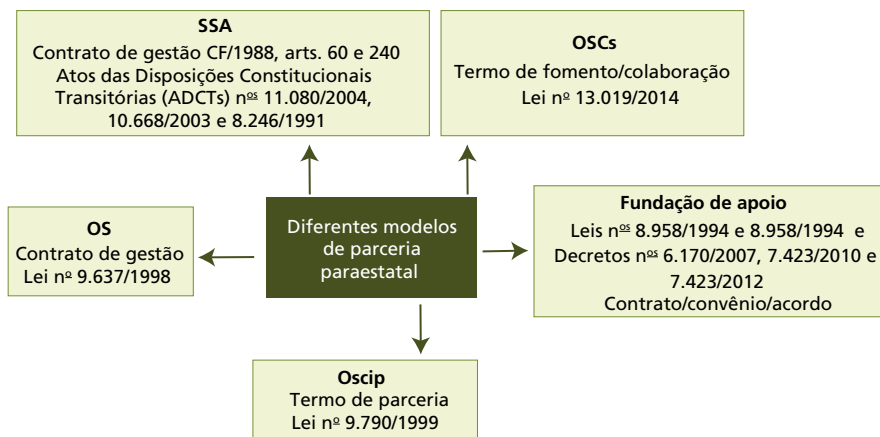 SSA
Contrato de gestão CF/1988, arts. 60 e 240
Atos das Disposições Constitucionais
Transitórias (ADCTs) nºs 11.080/2004,
10.668/2003 e 8.246/1991
OSCs
Termo de fomento/colaboração
Lei nº 13.019/2014
OS
Contrato de gestão
Lei nº 9.637/1998
Diferentes modelos
de parceria
paraestatal
Fundação de apoio
Leis nºs 8.958/1994 e 8.958/1994 e
Decretos nºs 6.170/2007, 7.423/2010 e
7.423/2012
Contrato/convênio/acordo
Oscip
Termo de parceria
Lei nº 9.790/1999